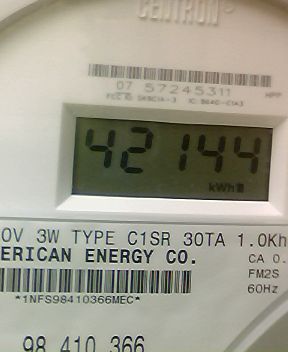 CENTRON®
07 57245311
HPP
42144
kWh
0V 3W TYPE C1SR 30TA 1.0Kh
ERICAN ENERGY CO.
CA 0.
FM2S
60Hz
*1NFS98410366MEC*
98 410 366